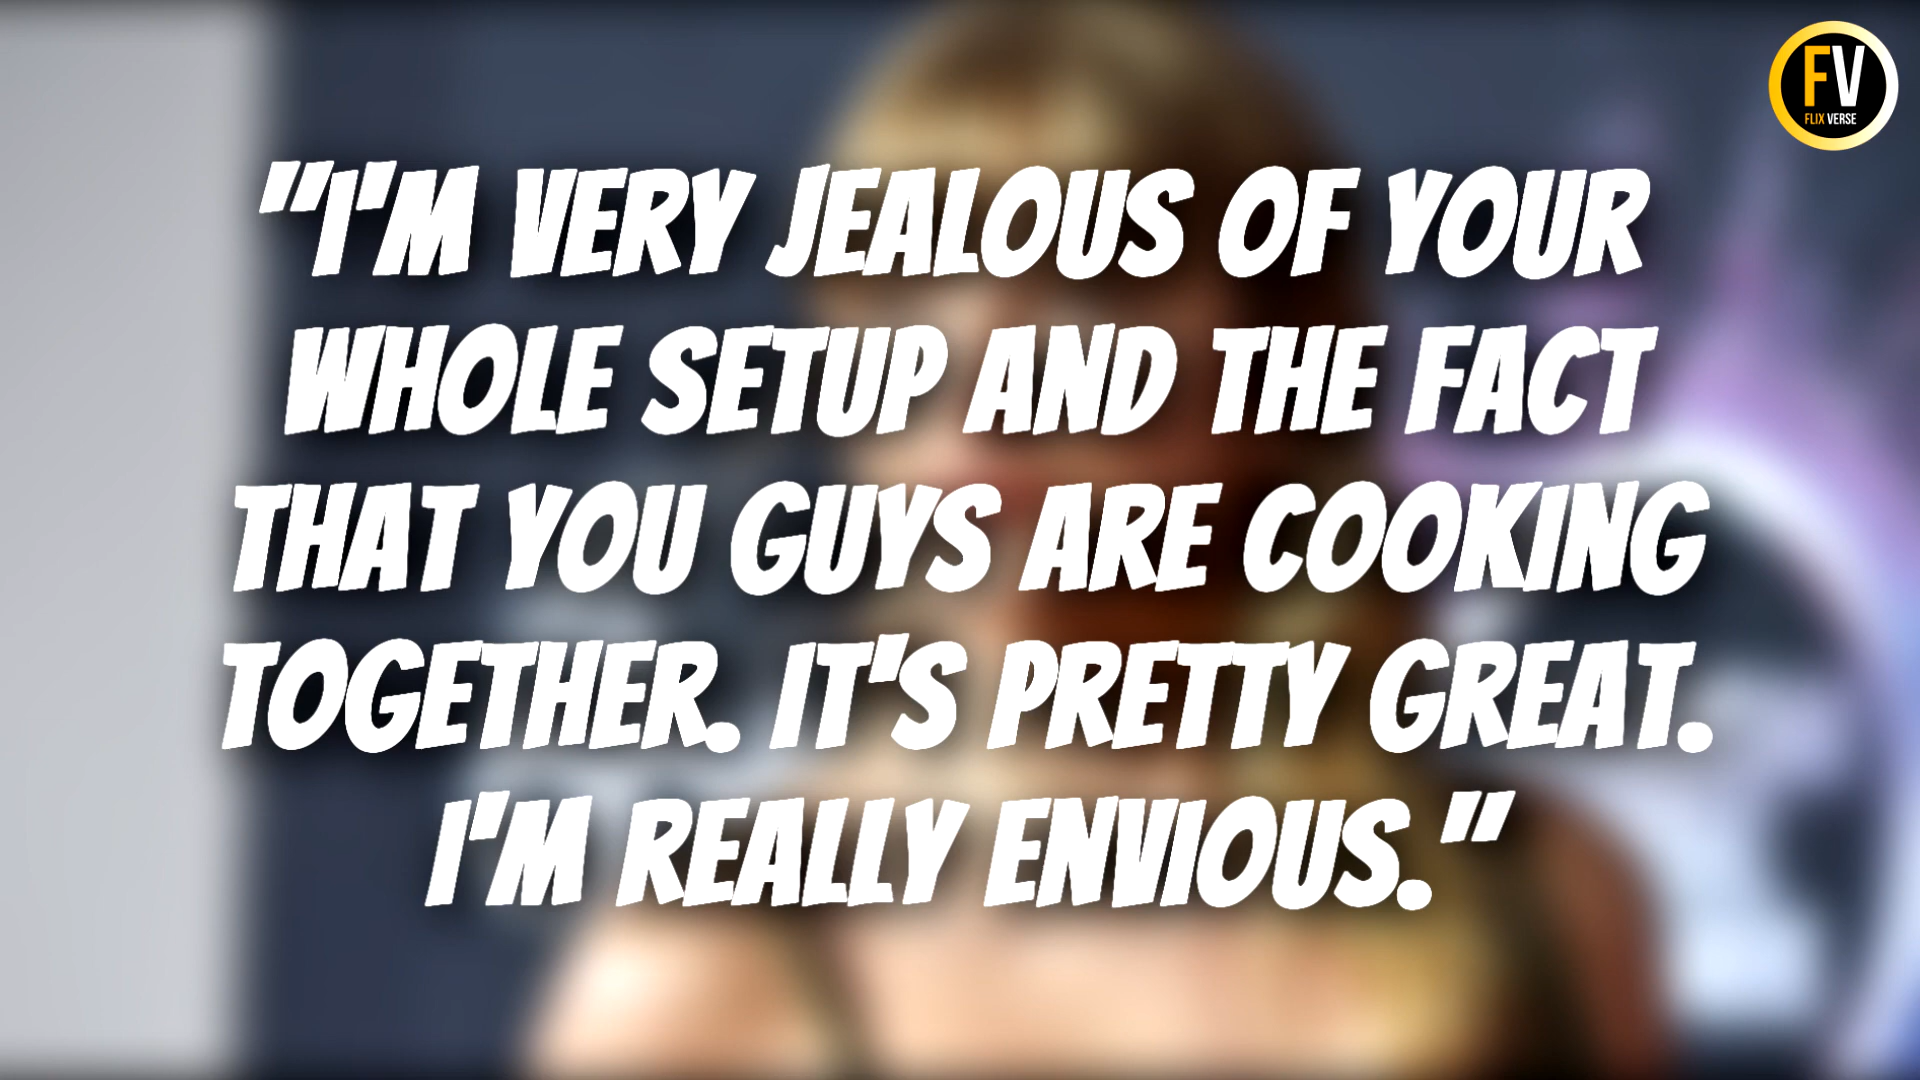 FV
FLIX VERSE
"I'M VERY JEALOUS OF YOUR
WHOLE SETUP AND THE FACT
THAT YOU GUYS ARE COOKING
TOGETHER. IT'S PRETTY GREAT.
I'M REALLY ENVIOUS."